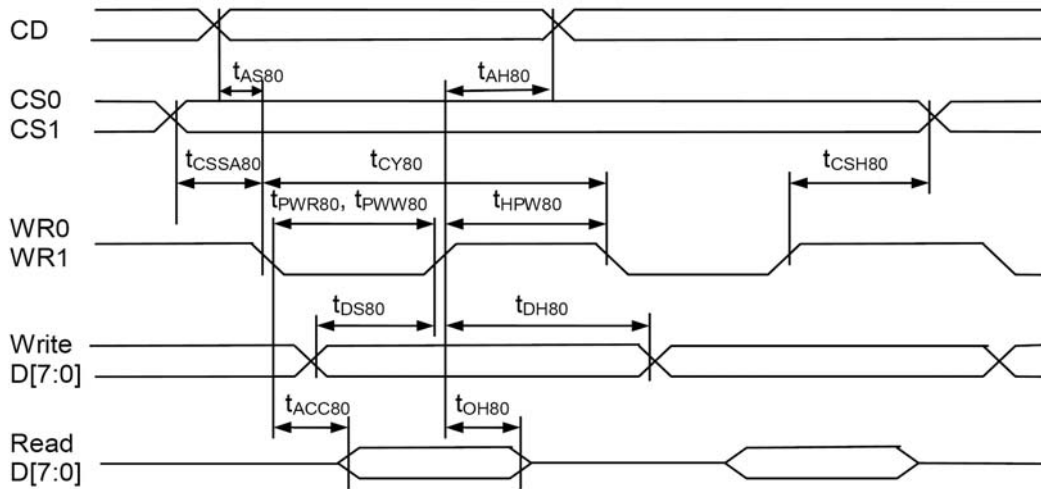 CD
tAS80 tAH80
CS0
CS1
tCSSA80 tCY80 tCSH80
tPWR80, tPWW80 tHPW80
WR0
WR1
tDS80 tDH80
Write
D[7:0]
tACC80 tOH80
Read
D[7:0]